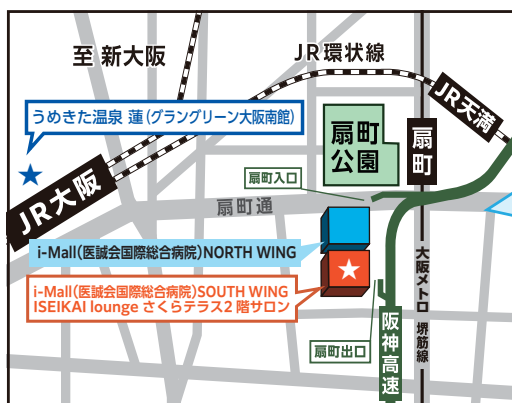 至 新大阪
JR環状線
うめきた温泉 蓮(グラングリーン大阪南館)
JR大阪
JR天満
扇町
公園
扇町
扇町入口
扇町通
i-Mall(医誠会国際総合病院)NORTH WING
i-Mall(医誠会国際総合病院)SOUTH WING
ISEIKAI lounge さくらテラス2階サロン
大阪メトロ 堺筋線
扇町出口
阪神高速